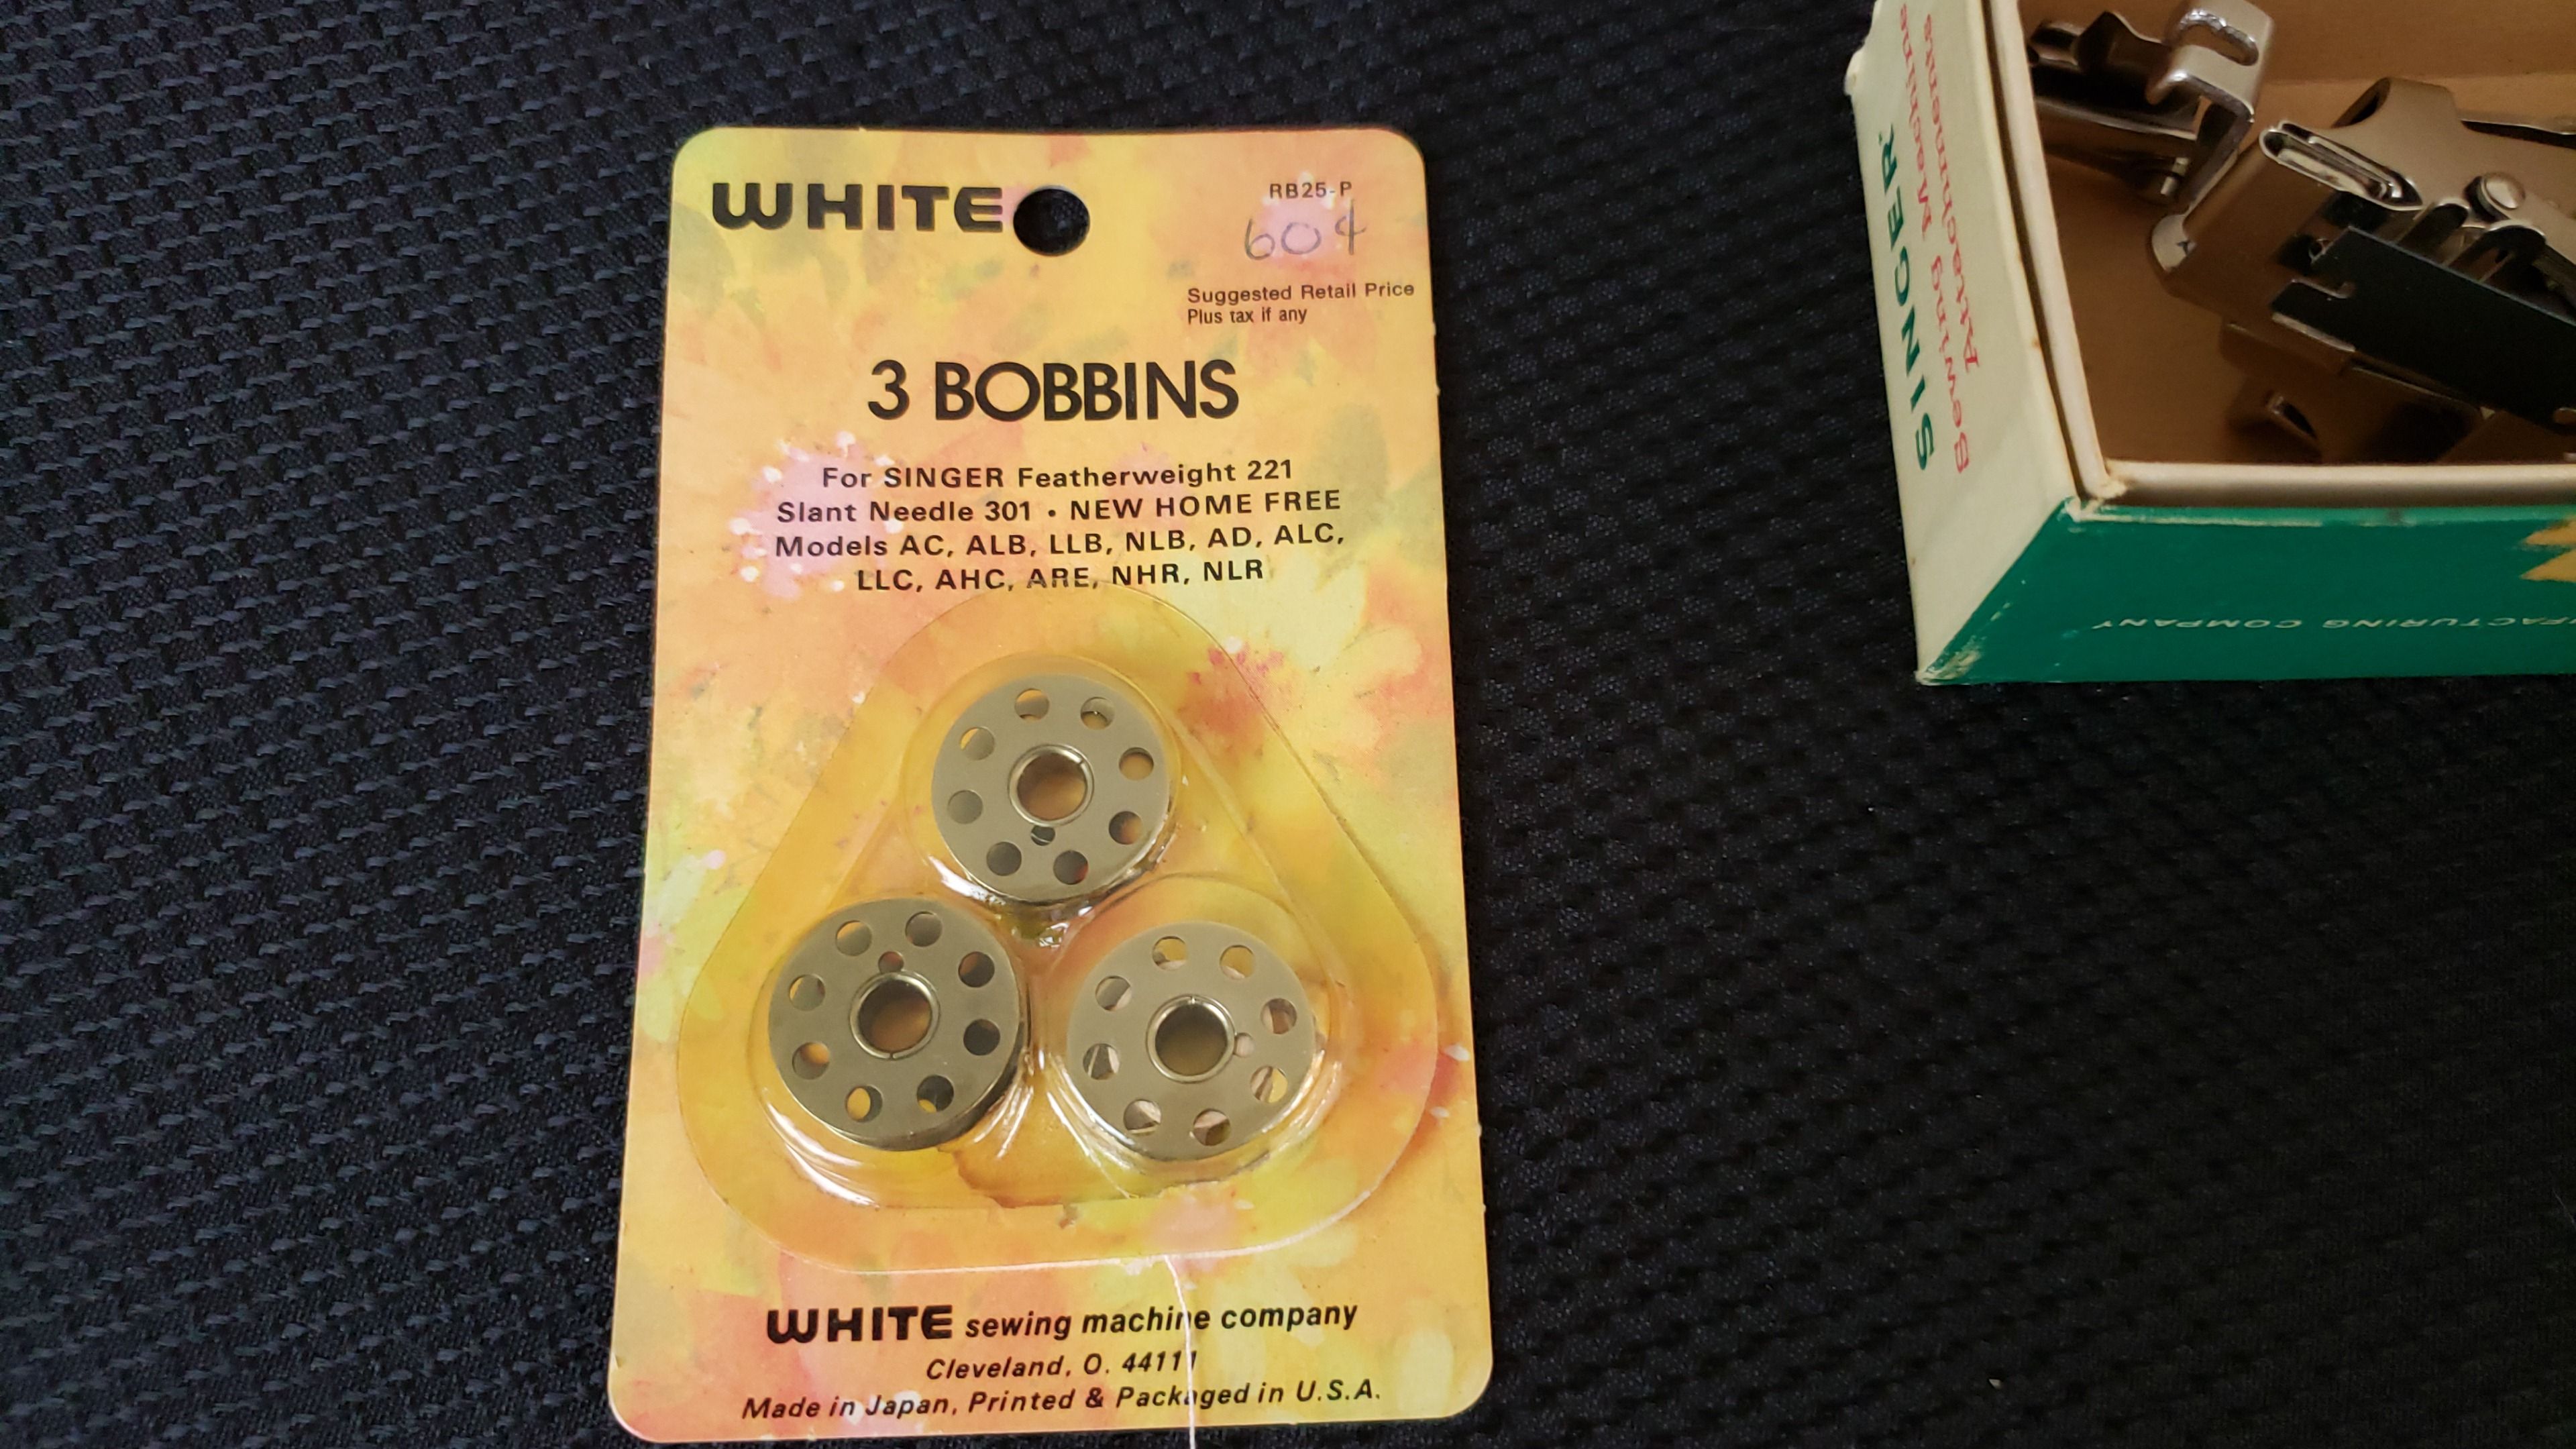 WHITE
RB25-P
60¢
Suggested Retail Price
Plus tax if any
3 BOBBINS
For SINGER Featherweight 221
Slant Needle 301 • NEW HOME FREE
Models AC, ALB, LLB, NLB, AD, ALC,
LLC, AHC, ARE, NHR, NLR
WHITE sewing machine company
Cleveland, O. 44111
Made in Japan, Printed & Packaged in U.S.A.
SINGER
Sewing Machine
Attachments
COMPANY